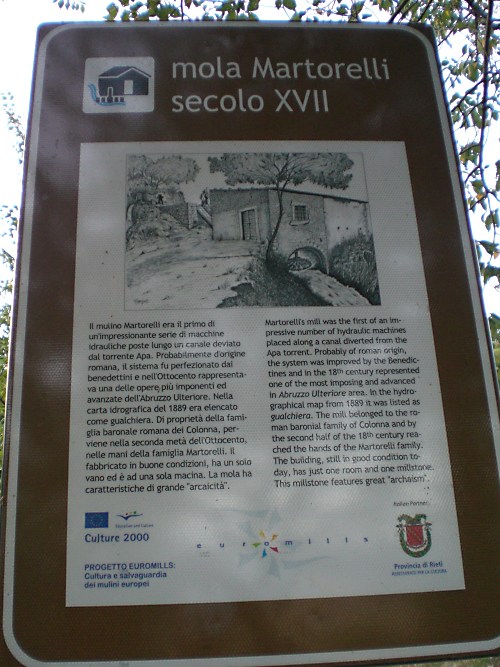 mola Martorelli
secolo XVII
Il mulino Martorelli era il primo di
un'impressionante serie di macchine
idrauliche poste lungo un canale deviato
dal torrente Apa. Probabilmente d'origine
romana, il sistema fu perfezionato dai
benedettini e nell'Ottocento rappresenta-
va una delle opere più imponenti ed
avanzate dell'Abruzzo Ulteriore. Nella
carta idrografica del 1889 era elencato
come gualchiera. Di proprietà della fami-
glia baronale romana dei Colonna, per-
viene nella seconda metà dell'Ottocento,
nelle mani della famiglia Martorelli. Il
fabbricato in buone condizioni, ha un solo
vano ed è ad una sola macina. La mola ha
caratteristiche di grande "arcaicità".
Martorelli's mill was the first of an im-
pressive number of hydraulic machines
placed along a canal diverted from the
Apa torrent. Probably of roman origin,
the system was improved by the Benedic-
tines and in the 18th century represented
one of the most imposing and advanced
in Abruzzo Ulteriore area. In the hydro-
graphical map from 1889 it was listed as
gualchiera. The mill belonged to the ro-
man baronial family of Colonna and by
the second half of the 18th century rea-
ched the hands of the Martorelli family.
The building, still in good condition to-
day, has just one room and one millstone.
This millstone features great "archaism".
Education and Culture
Culture 2000
PROGETTO EUROMILLS:
Cultura e salvaguardia
dei mulini europei
euromills
Italian Partner:
Provincia di Rieti
ASSESSORATO ALLA CULTURA